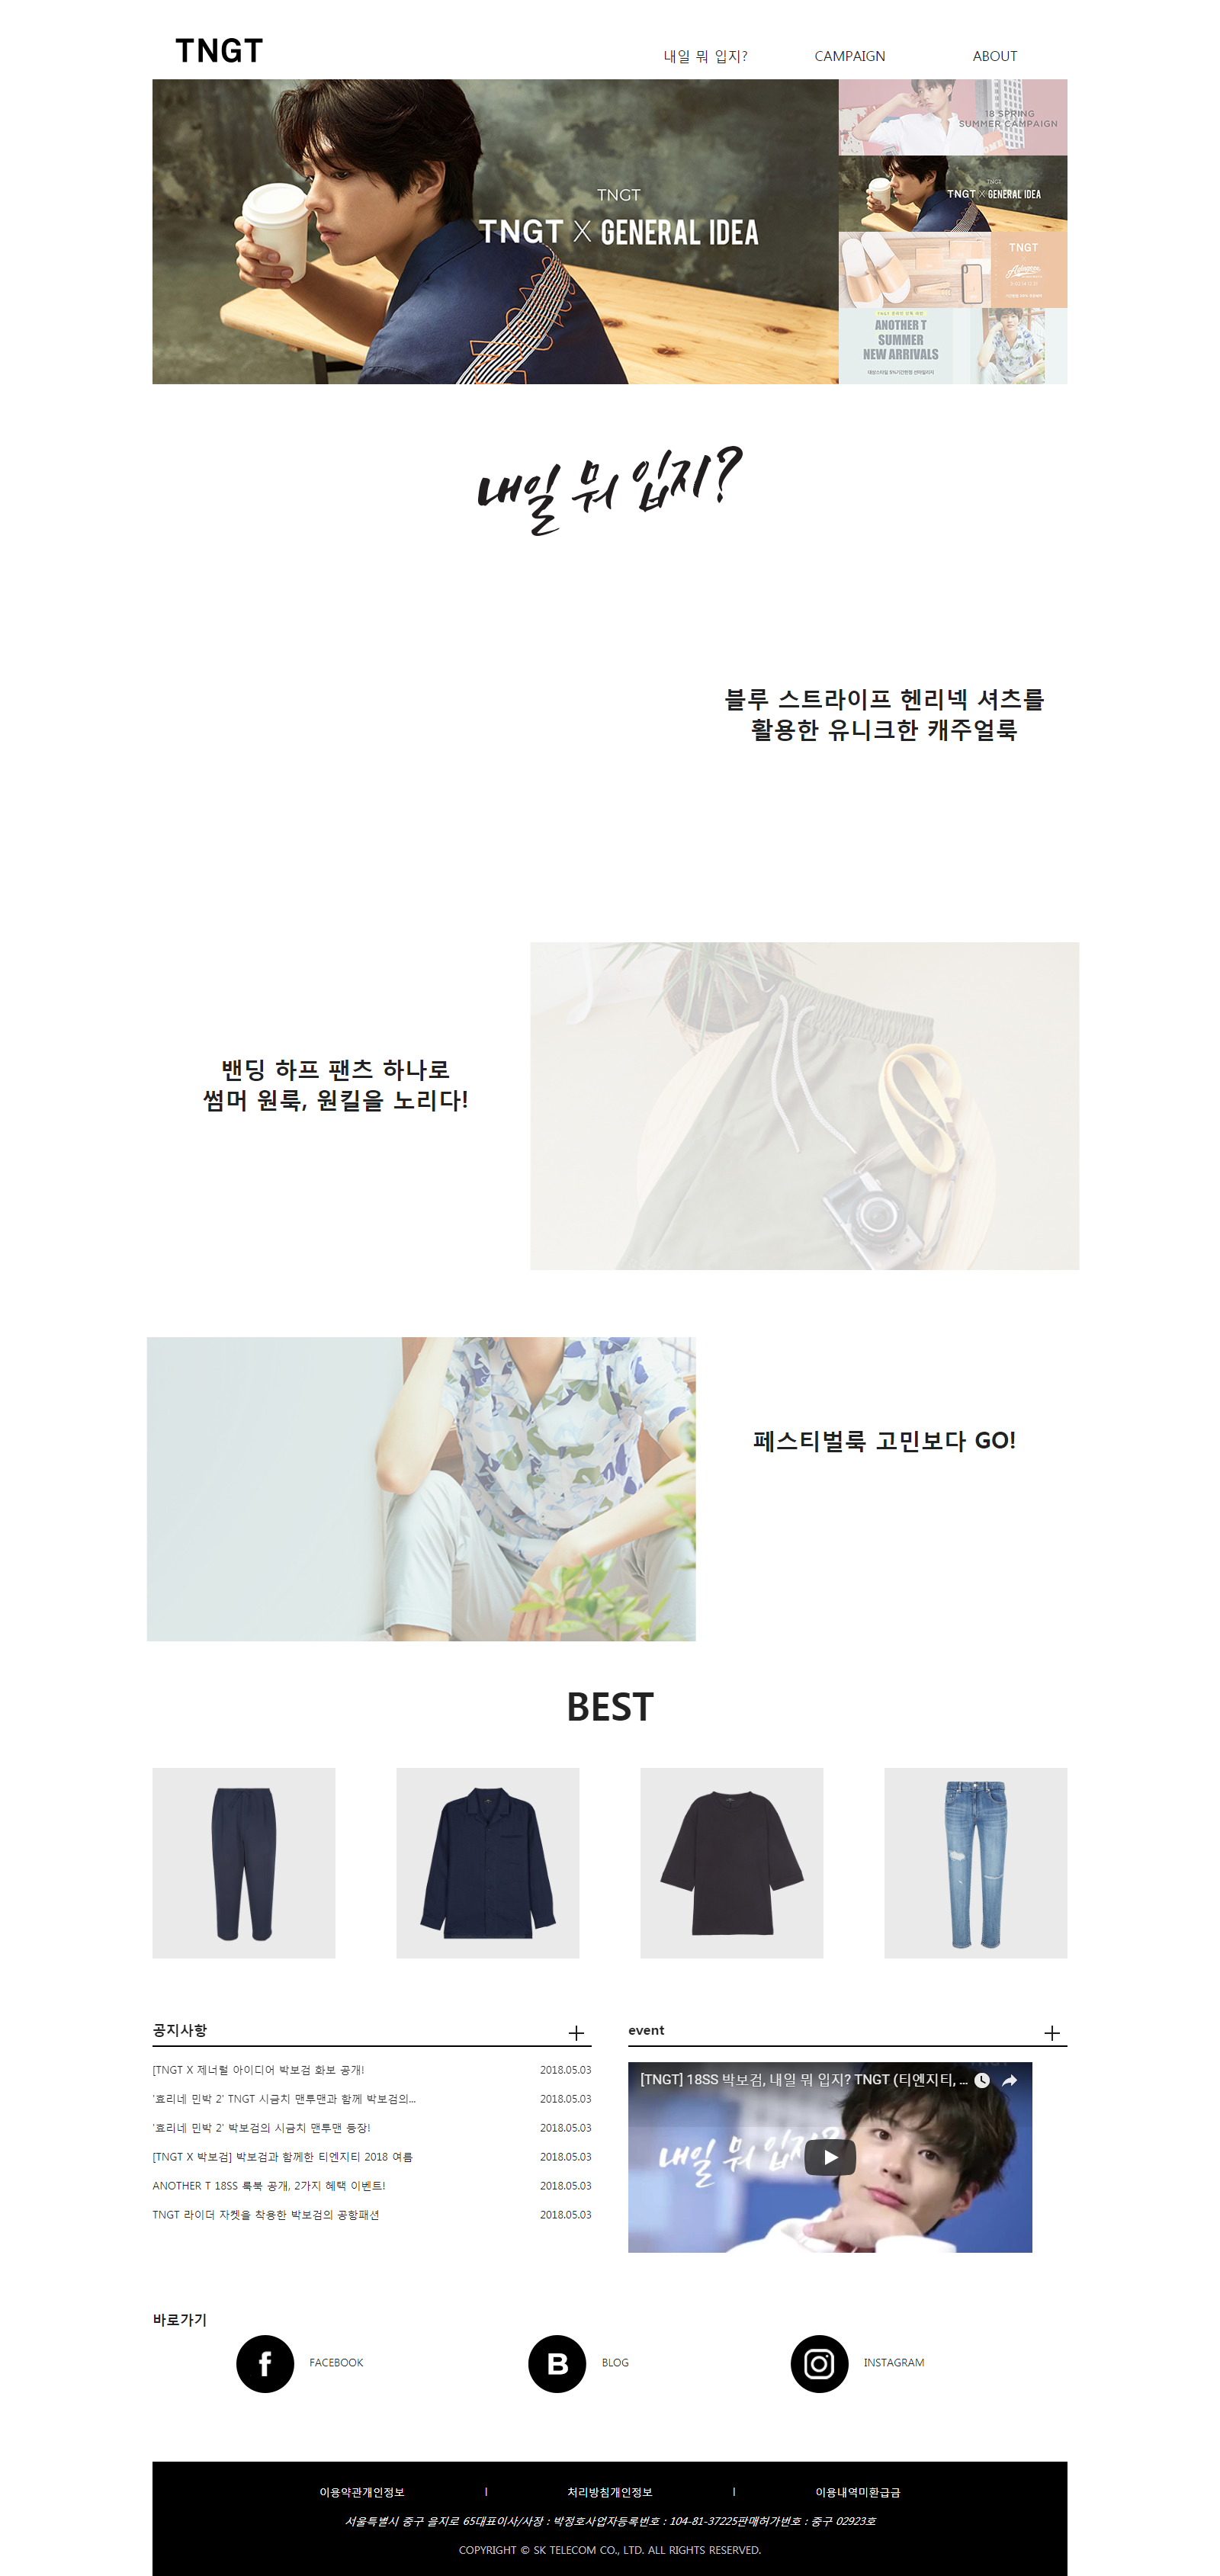 TNGT
내일 뭐 입지?
CAMPAIGN
ABOUT
TNGT
TNGT X GENERAL IDEA
18 SPRING
SUMMER CAMPAIGN
TNGT
TNGT X GENERAL IDEA
TNGT
ANOTHER T
SUMMER
NEW ARRIVALS
내일 뭐 입지?
블루 스트라이프 헨리넥 셔츠를
활용한 유니크한 캐주얼룩
밴딩 하프 팬츠 하나로
썸머 원룩, 원킬을 노리다!
페스티벌룩 고민보다 GO!
BEST
공지사항
[TNGT X 제너럴 아이디어 박보검 화보 공개! 2018.05.03
'효리네 민박 2' TNGT 시금치 맨투맨과 함께 박보검의... 2018.05.03
'효리네 민박 2' 박보검의 시금치 맨투맨 등장! 2018.05.03
[TNGT X 박보검] 박보검과 함께한 티엔지티 2018 여름 2018.05.03
ANOTHER T 18SS 룩북 공개, 2가지 혜택 이벤트! 2018.05.03
TNGT 라이더 자켓을 착용한 박보검의 공항패션 2018.05.03
event
[TNGT] 18SS 박보검, 내일 뭐 입지? TNGT (티엔지티, ...
내일 뭐 입지?
바로가기
FACEBOOK
B BLOG
INSTAGRAM
이용약관개인정보 | 처리방침개인정보 | 이용내역미환급금
서울특별시 중구 을지로 65대표이사/사장 : 박정호사업자등록번호 : 104-81-37225판매허가번호 : 중구 02923호
COPYRIGHT © SK TELECOM CO., LTD. ALL RIGHTS RESERVED.